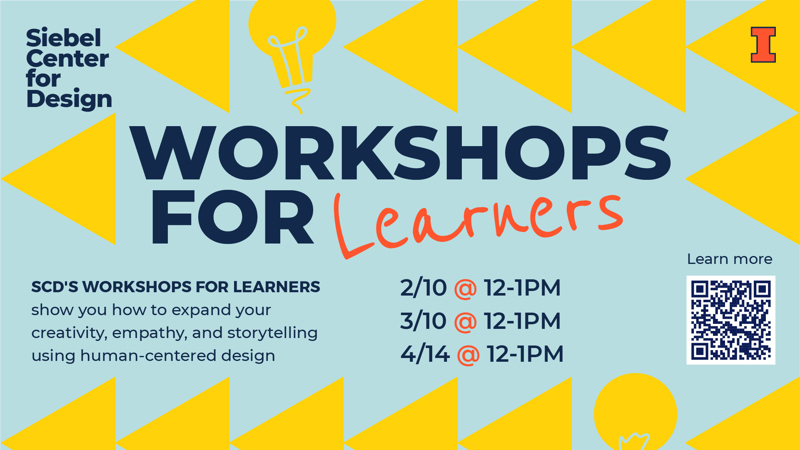 Siebel
Center
for
Design
I
WORKSHOPS
FOR Learners
SCD'S WORKSHOPS FOR LEARNERS
show you how to expand your
creativity, empathy, and storytelling
using human-centered design
2/10 @ 12-1PM
3/10 @ 12-1PM
4/14 @ 12-1PM
Learn more